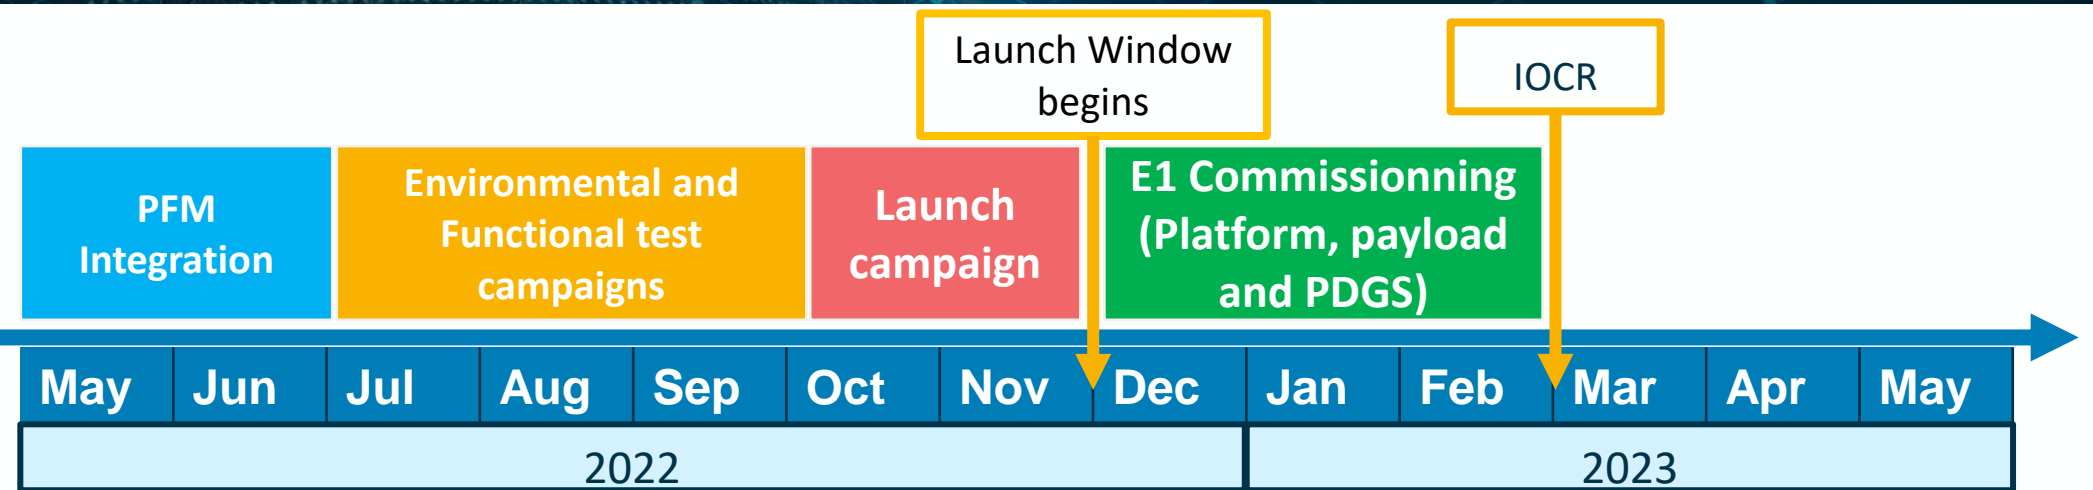 Launch Window
begins
IOCR
PFM
Integration
Environmental and
Functional test
campaigns
Launch
campaign
E1 Commissionning
(Platform, payload
and PDGS)
May Jun Jul Aug Sep Oct Nov Dec Jan Feb Mar Apr May
2022 2023